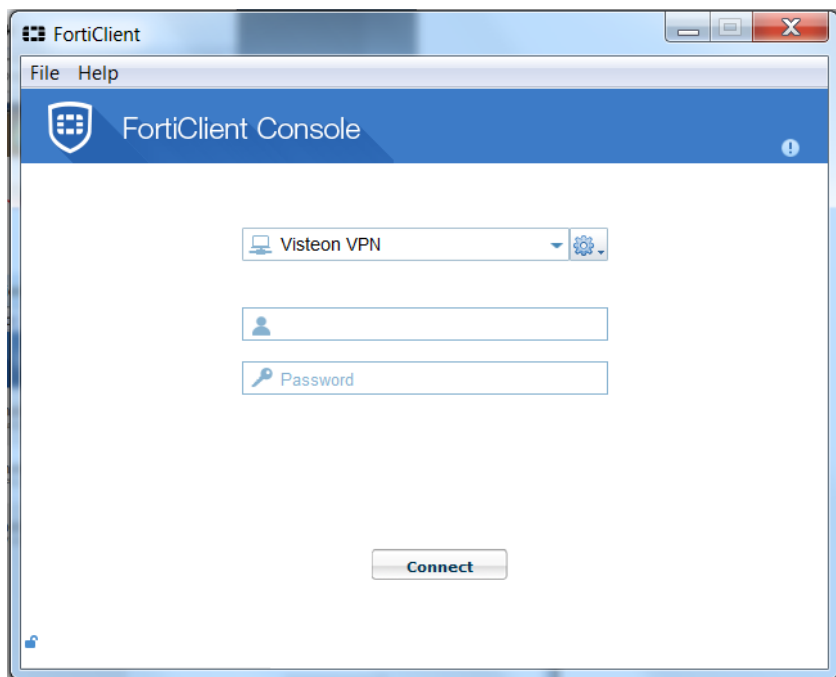 FortiClient
File Help
FortiClient Console
Visteon VPN
Password
Connect